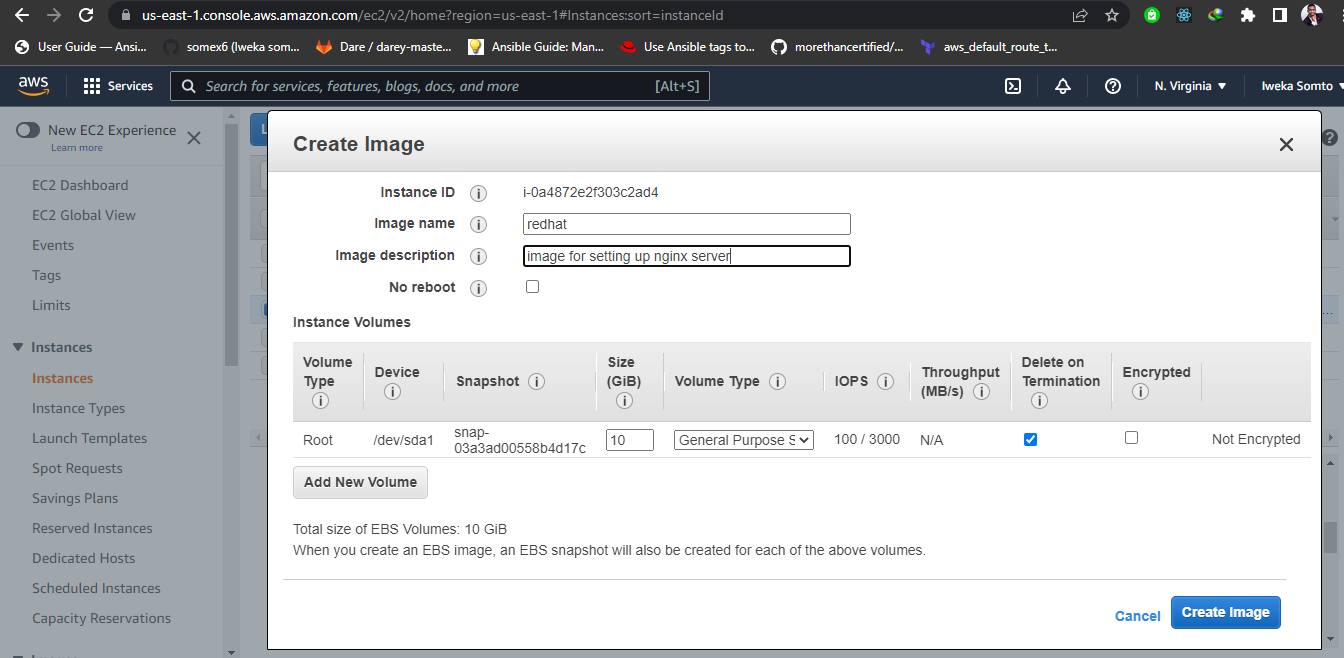 us-east-1.console.aws.amazon.com/ec2/v2/home?region=us-east-1#Instances:sort=instanceId
User Guide — Ansi...
somex6 (Iweka som...
Dare / darey-maste...
Ansible Guide: Man...
Use Ansible tags to...
morethancertified/...
aws_default_route_t...
aws
Services
Search for services, features, blogs, docs, and more
[Alt+S]
N. Virginia
Iweka Somto
New EC2 Experience
Learn more
EC2 Dashboard
EC2 Global View
Events
Tags
Limits
Instances
Instances
Instance Types
Launch Templates
Spot Requests
Savings Plans
Reserved Instances
Dedicated Hosts
Scheduled Instances
Capacity Reservations
Create Image
Instance ID
i-0a4872e2f303c2ad4
Image name
redhat
Image description
image for setting up nginx server
No reboot
Instance Volumes
Volume Type
Device
Snapshot
Size (GiB)
Volume Type
IOPS
Throughput (MB/s)
Delete on Termination
Encrypted
Root
/dev/sda1
snap-
03a3ad00558b4d17c
10
General Purpose S
100 / 3000
N/A
Not Encrypted
Add New Volume
Total size of EBS Volumes: 10 GiB
When you create an EBS image, an EBS snapshot will also be created for each of the above volumes.
Cancel
Create Image